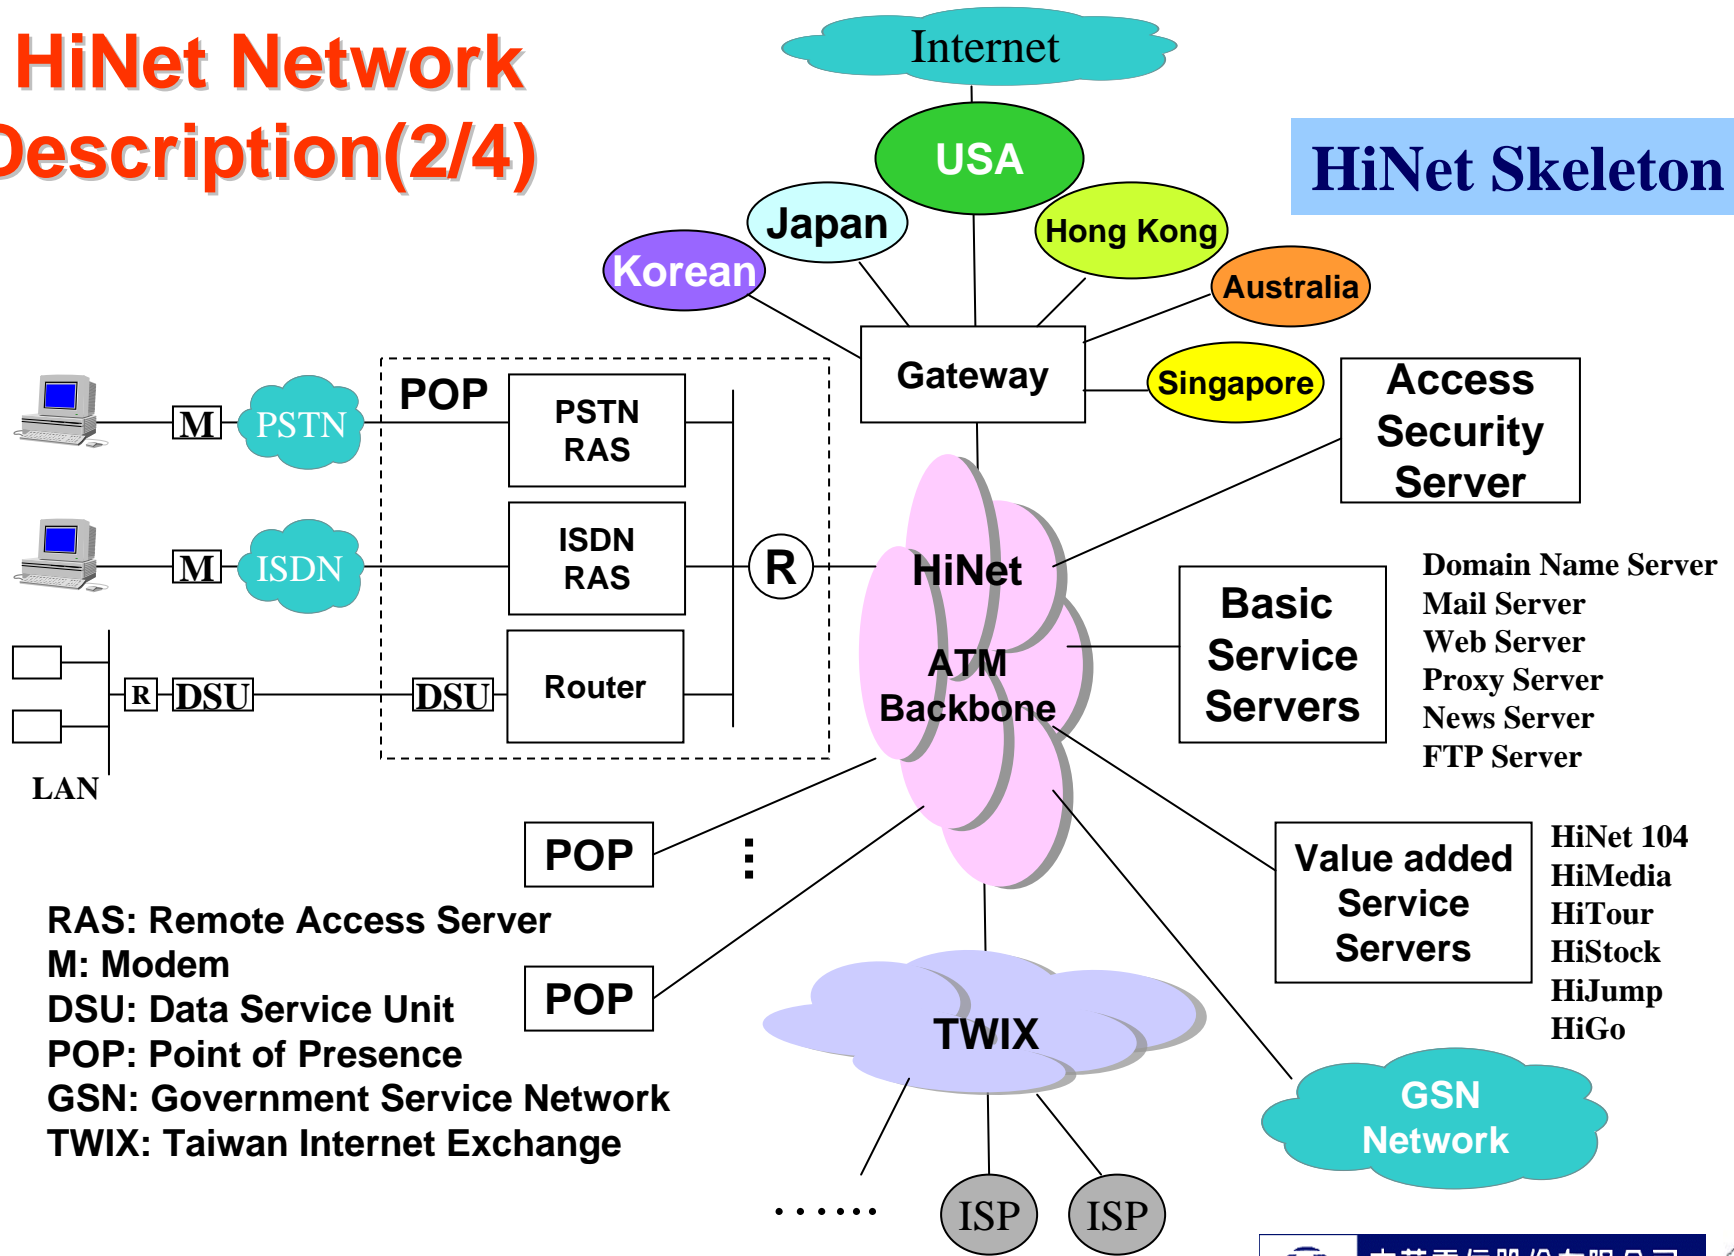 HiNet Network
Description(2/4)
Internet
USA
HiNet Skeleton
Japan
Hong Kong
Korean
Australia
Gateway
Singapore
Access
Security
Server
POP
PSTN
RAS
M
PSTN
ISDN
RAS
M
ISDN
R
HiNet
ATM
Backbone
Basic
Service
Servers
Domain Name Server
Mail Server
Web Server
Proxy Server
News Server
FTP Server
R
DSU
DSU
Router
LAN
POP
POP
Value added
Service
Servers
HiNet 104
HiMedia
HiTour
HiStock
HiJump
HiGo
RAS: Remote Access Server
M: Modem
DSU: Data Service Unit
POP: Point of Presence
GSN: Government Service Network
TWIX: Taiwan Internet Exchange
TWIX
GSN
Network
......
ISP
ISP